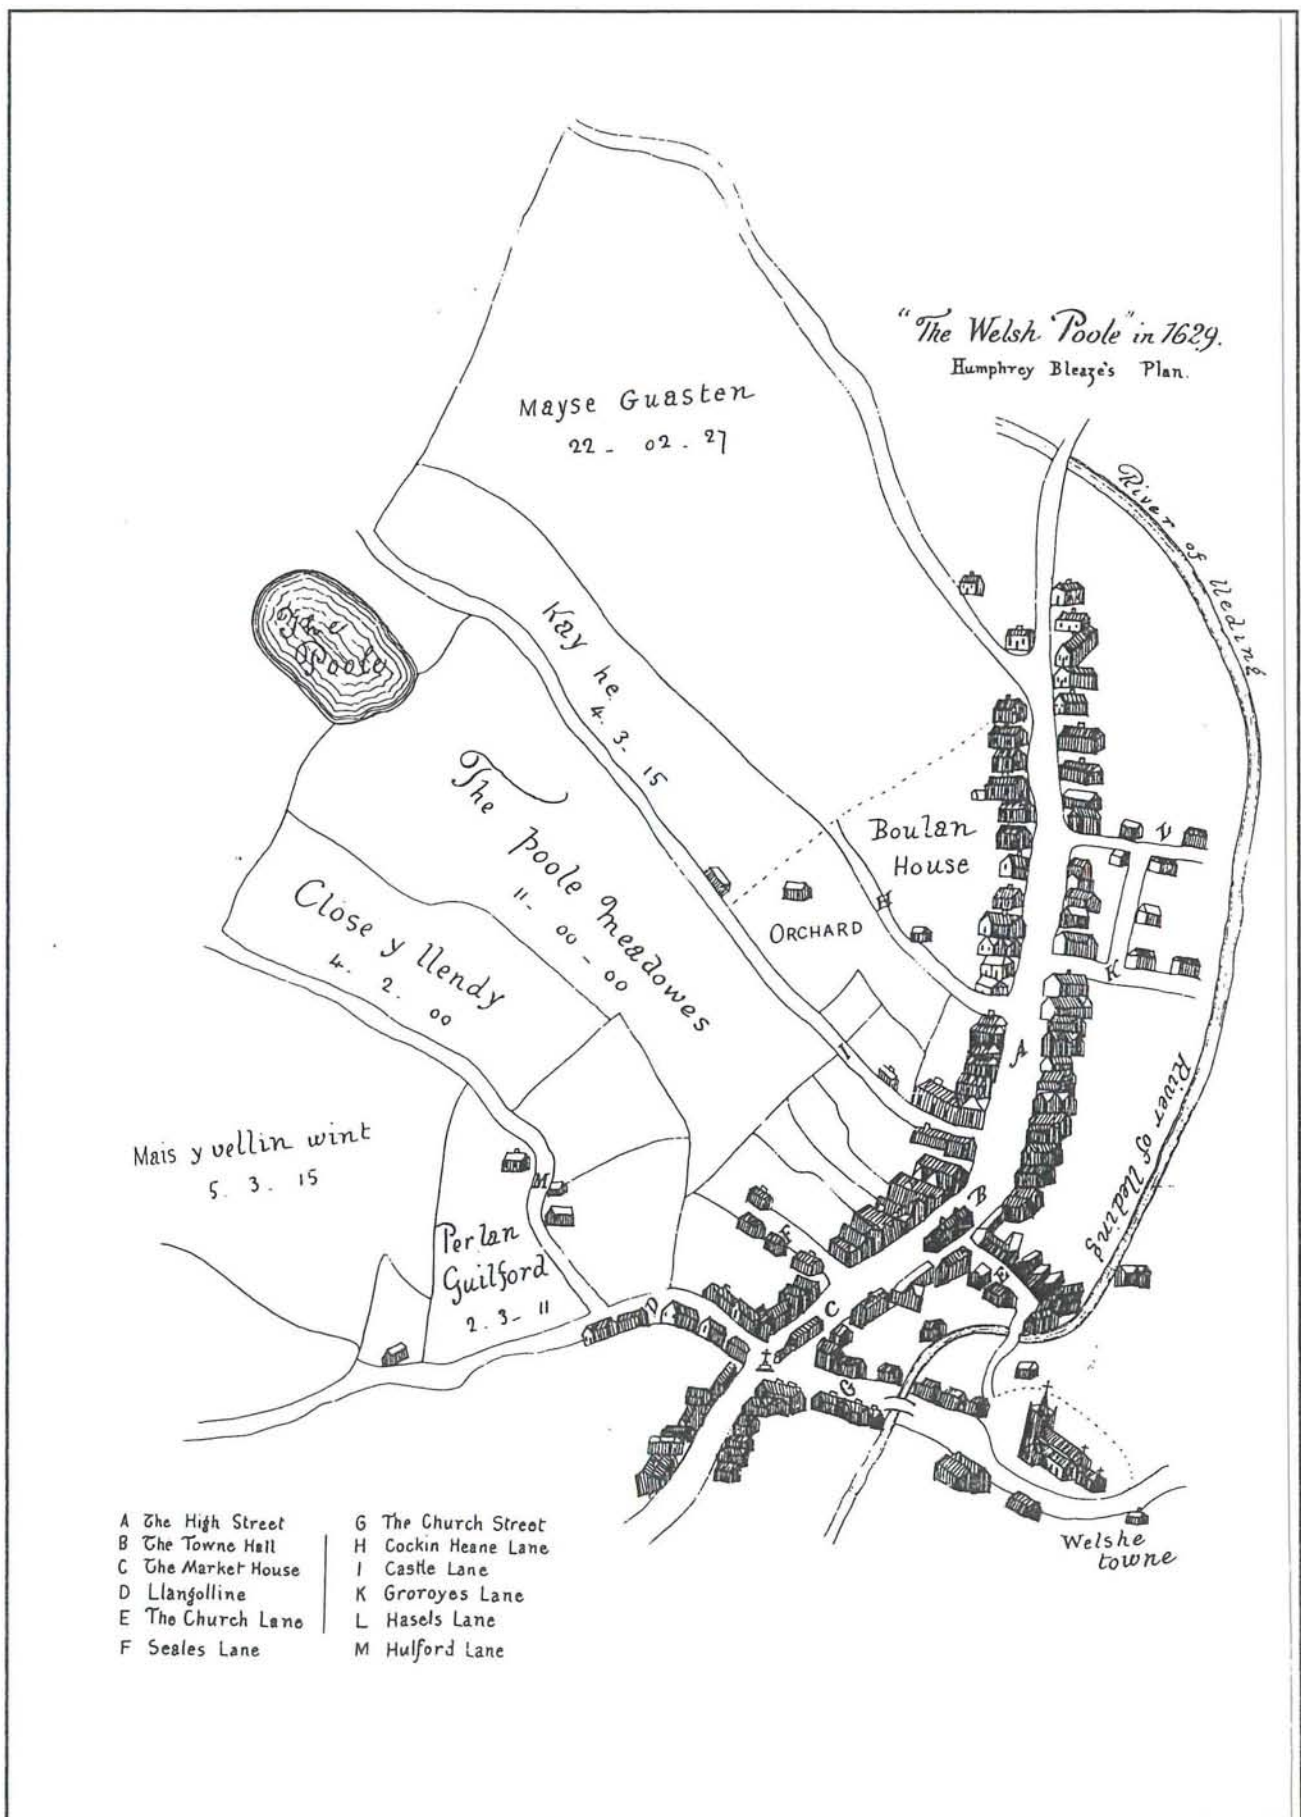 "The Welsh Poole" in 1629.
Humphrey Bleaze's Plan.
Mayse Guasten
22 - 02 - 27
River of lleding
The
Poole
Kay he
4. 3 - 15
The poole meadowes
11 - 00 - 00
Boulan
House
L
H
ORCHARD
K
Close y llendy
4. 2. 00
I
A
River of lleding
Mais y vellin wint
5. 3. 15
M
B
F
Perlan
Guilford
2. 3 - 11
E
D
C
G
Welshe
towne
A The High Street
B The Towne Hall
C The Market House
D Llangolline
E The Church Lane
F Seales Lane
G The Church Street
H Cockin Heane Lane
I Castle Lane
K Groroyes Lane
L Hasels Lane
M Hulford Lane